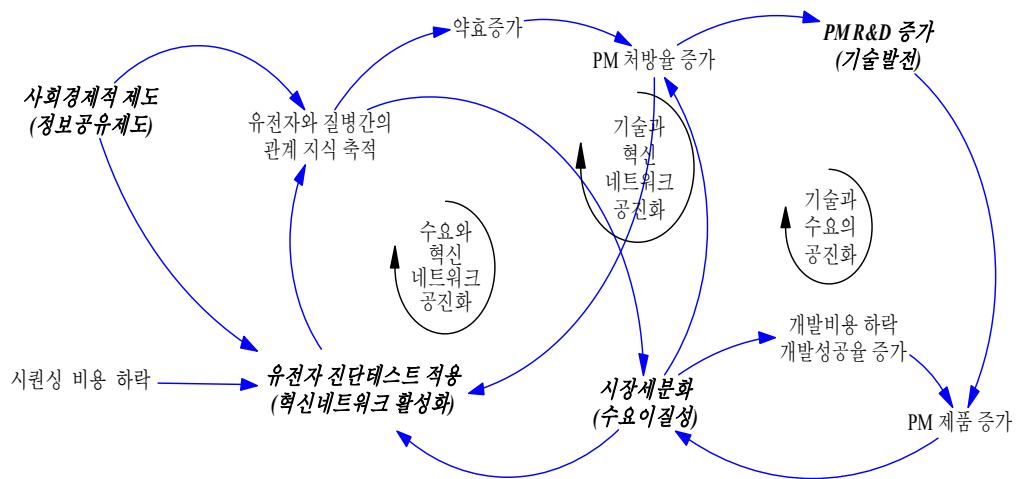 약효증가
PM R&D 증가
(기술발전)
PM 처방율 증가
사회경제적 제도
(정보공유제도)
유전자와 질병간의
관계 지식 축적
기술과
혁신
네트워크
공진화
수요와
혁신
네트워크
공진화
기술과
수요의
공진화
개발비용 하락
개발성공율 증가
시퀀싱 비용 하락
유전자 진단테스트 적용
(혁신네트워크 활성화)
시장세분화
(수요이질성)
PM 제품 증가